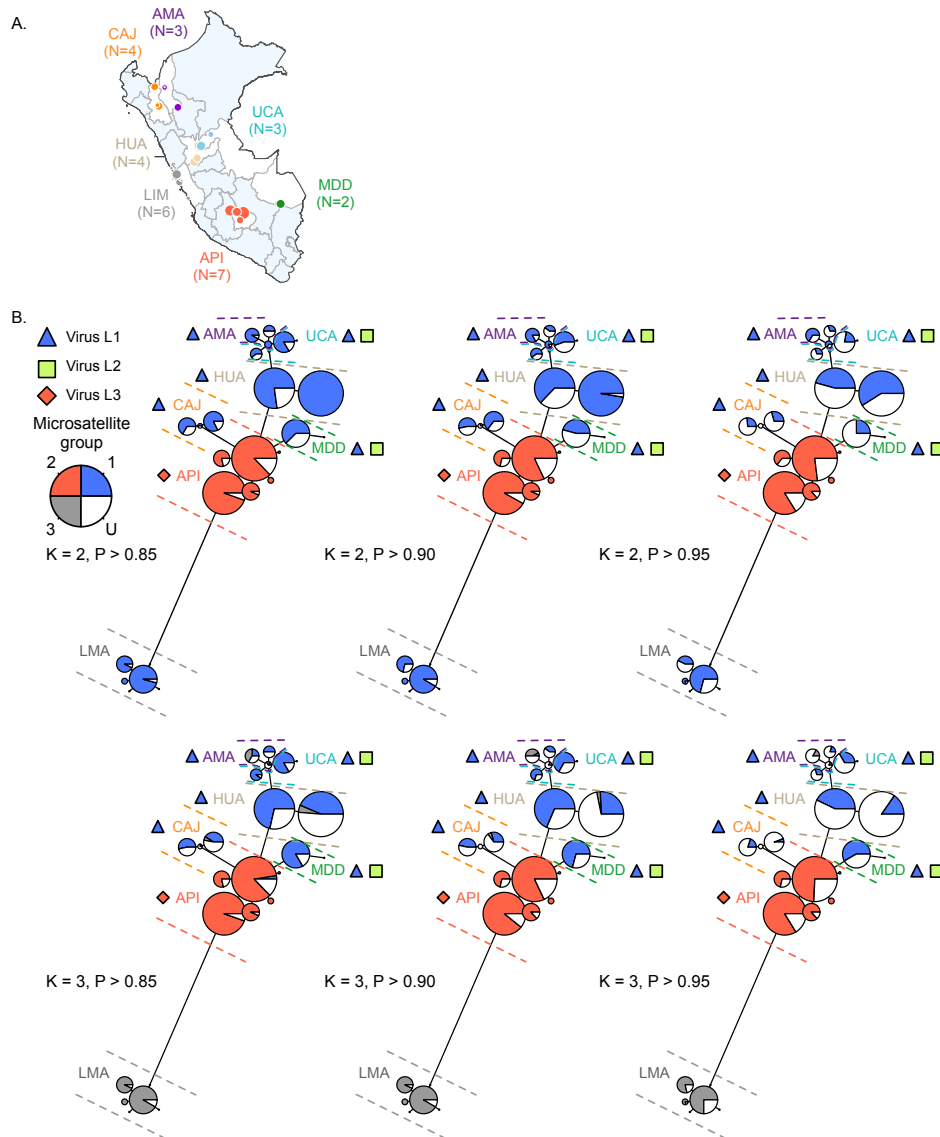 A.
AMA
(N=3)
CAJ
(N=4)
UCA
(N=3)
HUA
(N=4)
MDD
(N=2)
LIM
(N=6)
API
(N=7)
B.
Virus L1
Virus L2
Virus L3
Microsatellite
group
2 1
3 U
AMA UCA
HUA
CAJ
MDD
API
K = 2, P > 0.85
LMA
AMA UCA
HUA
CAJ
MDD
API
K = 2, P > 0.90
LMA
AMA UCA
HUA
CAJ
MDD
API
K = 2, P > 0.95
LMA
AMA UCA
HUA
CAJ
MDD
API
K = 3, P > 0.85
LMA
AMA UCA
HUA
CAJ
MDD
API
K = 3, P > 0.90
LMA
AMA UCA
HUA
CAJ
MDD
API
K = 3, P > 0.95
LMA